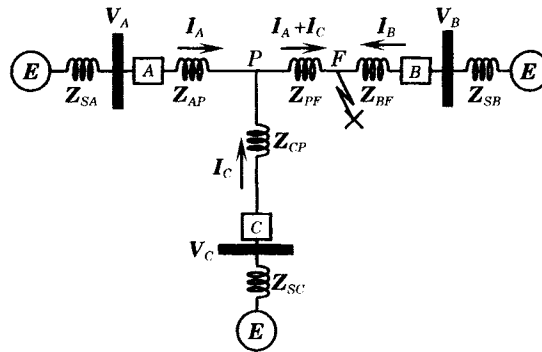 V_A I_A I_A+I_C I_B V_B
E A P F B E
Z_SA Z_AP Z_PF Z_BF Z_SB
Z_CP
I_C
C
V_C
Z_SC
E